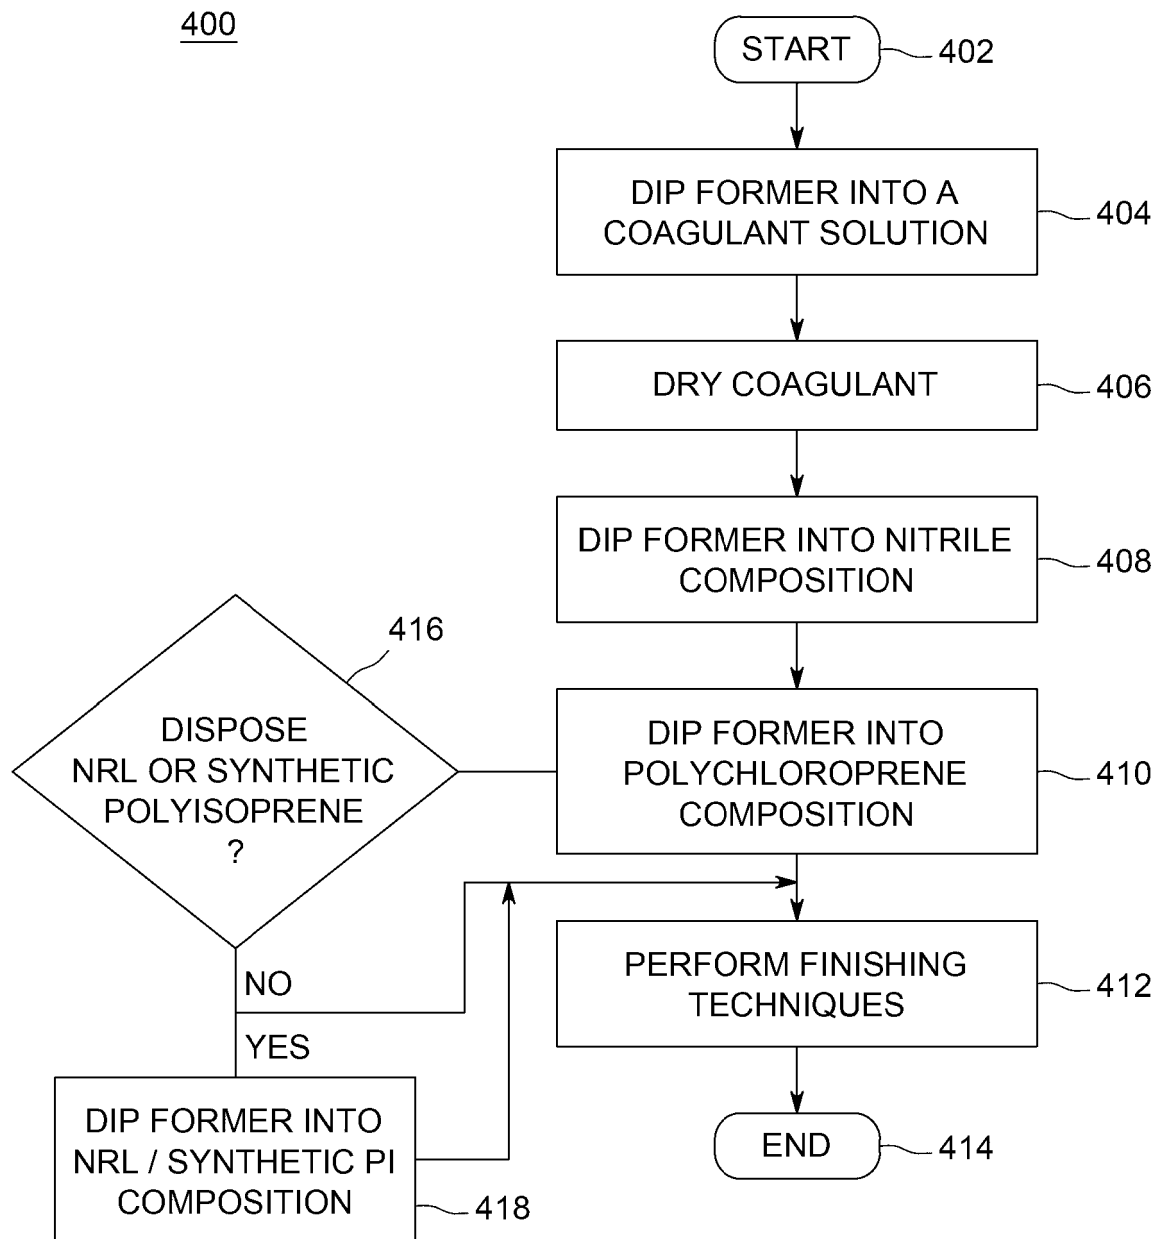 400
START
402
DIP FORMER INTO A
COAGULANT SOLUTION
404
DRY COAGULANT
406
DIP FORMER INTO NITRILE
COMPOSITION
408
416
DISPOSE
NRL OR SYNTHETIC
POLYISOPRENE
?
DIP FORMER INTO
POLYCHLOROPRENE
COMPOSITION
410
NO
YES
PERFORM FINISHING
TECHNIQUES
412
DIP FORMER INTO
NRL / SYNTHETIC PI
COMPOSITION
418
END
414